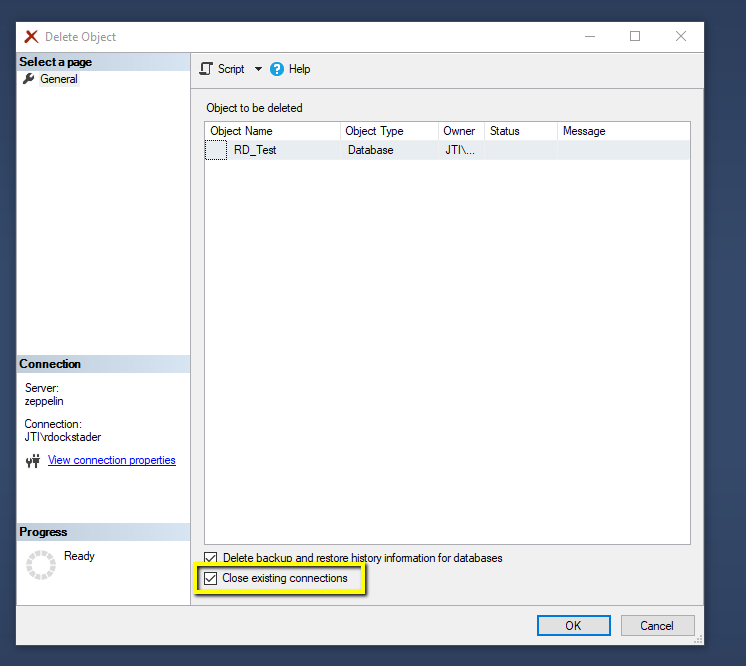 Delete Object
Select a page
General
Script
Help
Object to be deleted
Object Name Object Type Owner Status Message
RD_Test Database JTI\...
Connection
Server:
zeppelin
Connection:
JTI\rdockstader
View connection properties
Progress
Ready
Delete backup and restore history information for databases
Close existing connections
OK Cancel